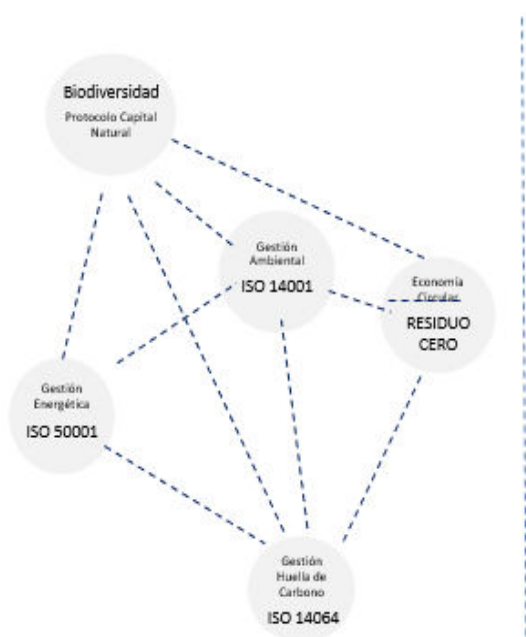 Biodiversidad
Protocolo Capital
Natural
Gestión
Ambiental
ISO 14001
Economía
Circular
RESIDUO
CERO
Gestión
Energética
ISO 50001
Gestión
Huella de
Carbono
ISO 14064